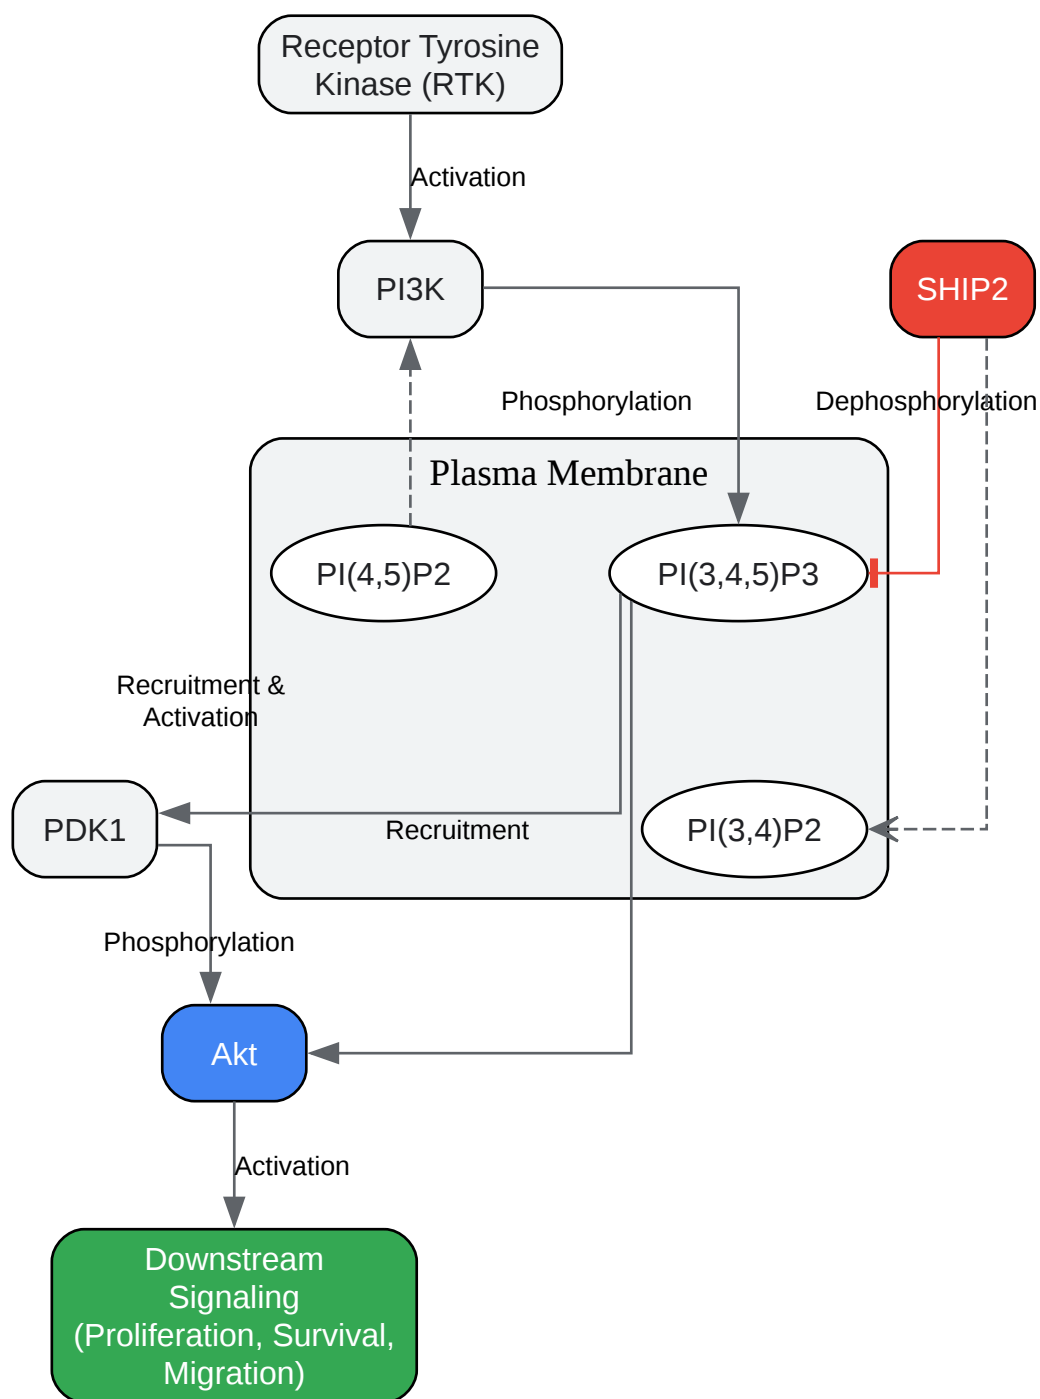 Receptor Tyrosine
Kinase (RTK)
Activation
PI3K
SHIP2
Phosphorylation
Dephosphorylation
Plasma Membrane
PI(4,5)P2
PI(3,4,5)P3
Recruitment &
Activation
PDK1
Recruitment
PI(3,4)P2
Phosphorylation
Akt
Activation
Downstream
Signaling
(Proliferation, Survival,
Migration)